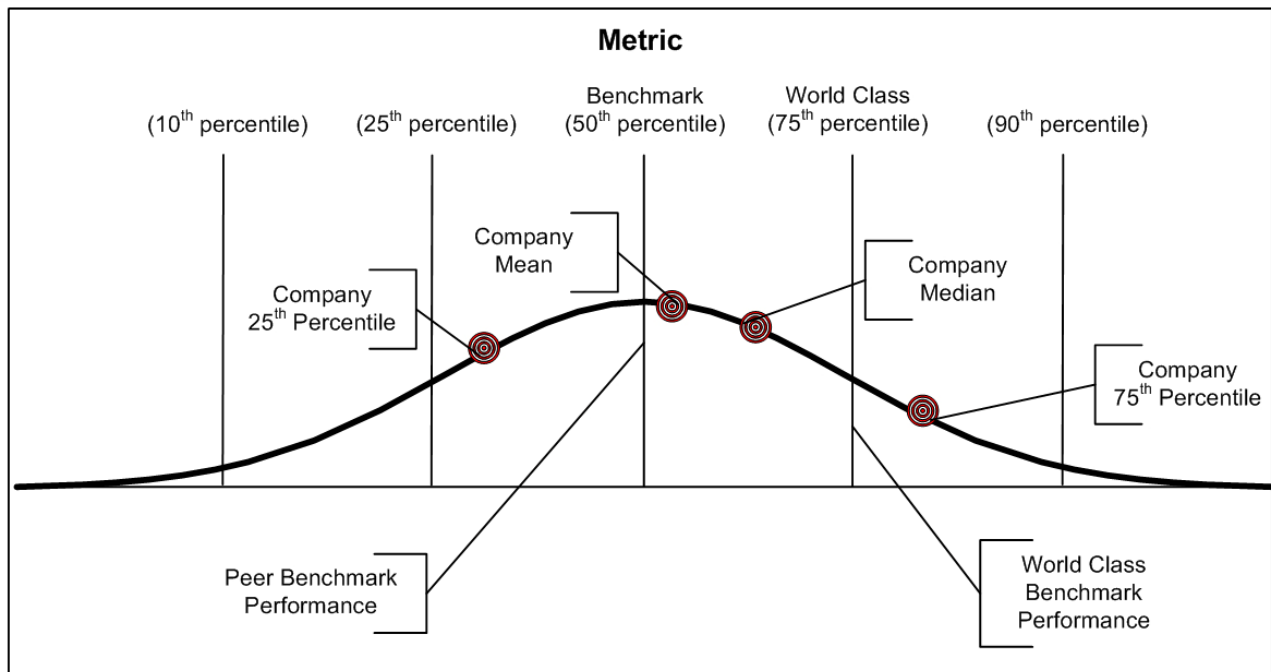 Metric
Benchmark
World Class
(10th percentile)
(25th percentile)
(50th percentile)
(75th percentile)
(90th percentile)
Company
Mean
Company
Median
Company
25th Percentile
Company
75th Percentile
Peer Benchmark
Performance
World Class
Benchmark
Performance